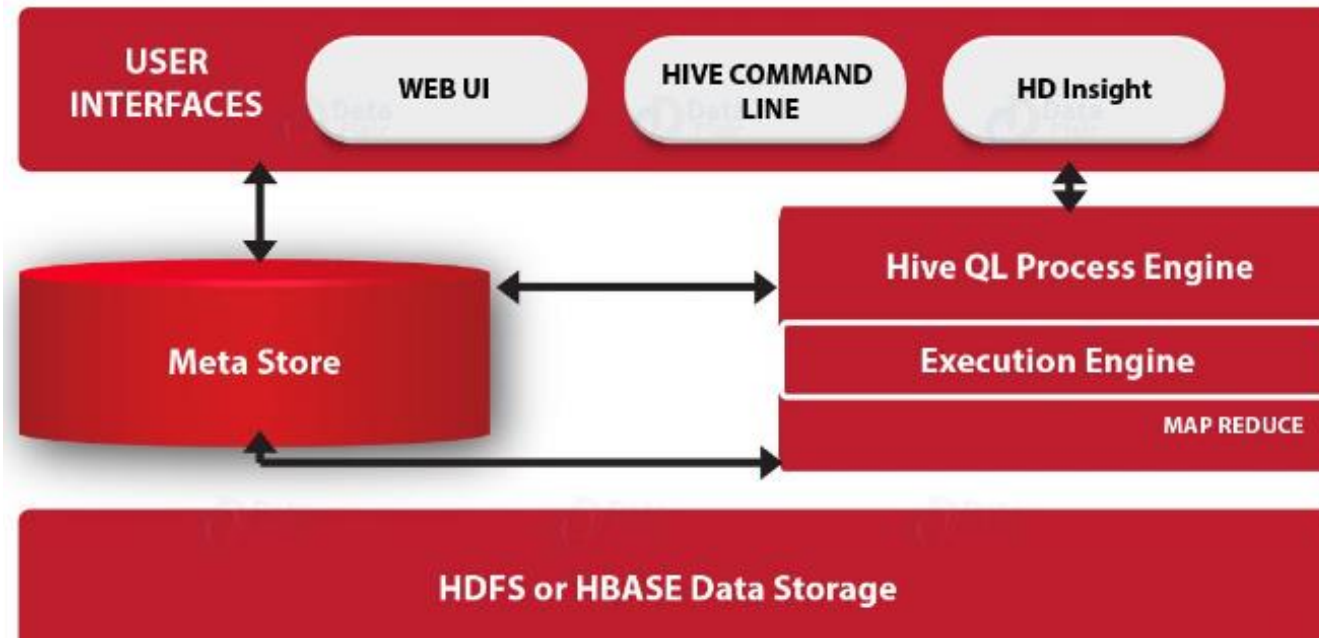 USER
INTERFACES
WEB UI
HIVE COMMAND
LINE
HD Insight
Hive QL Process Engine
Meta Store
Execution Engine
MAP REDUCE
HDFS or HBASE Data Storage